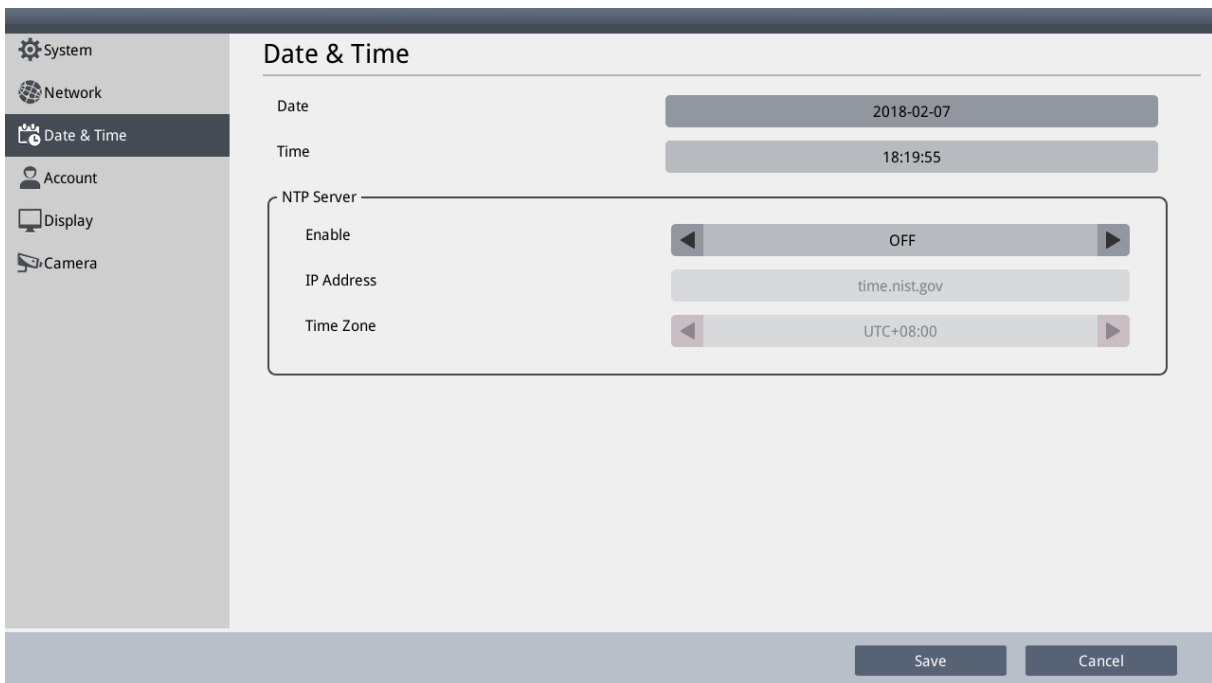 System
Network
Date & Time
Account
Display
Camera
Date & Time
Date 2018-02-07
Time 18:19:55
NTP Server
Enable OFF
IP Address time.nist.gov
Time Zone UTC+08:00
Save Cancel